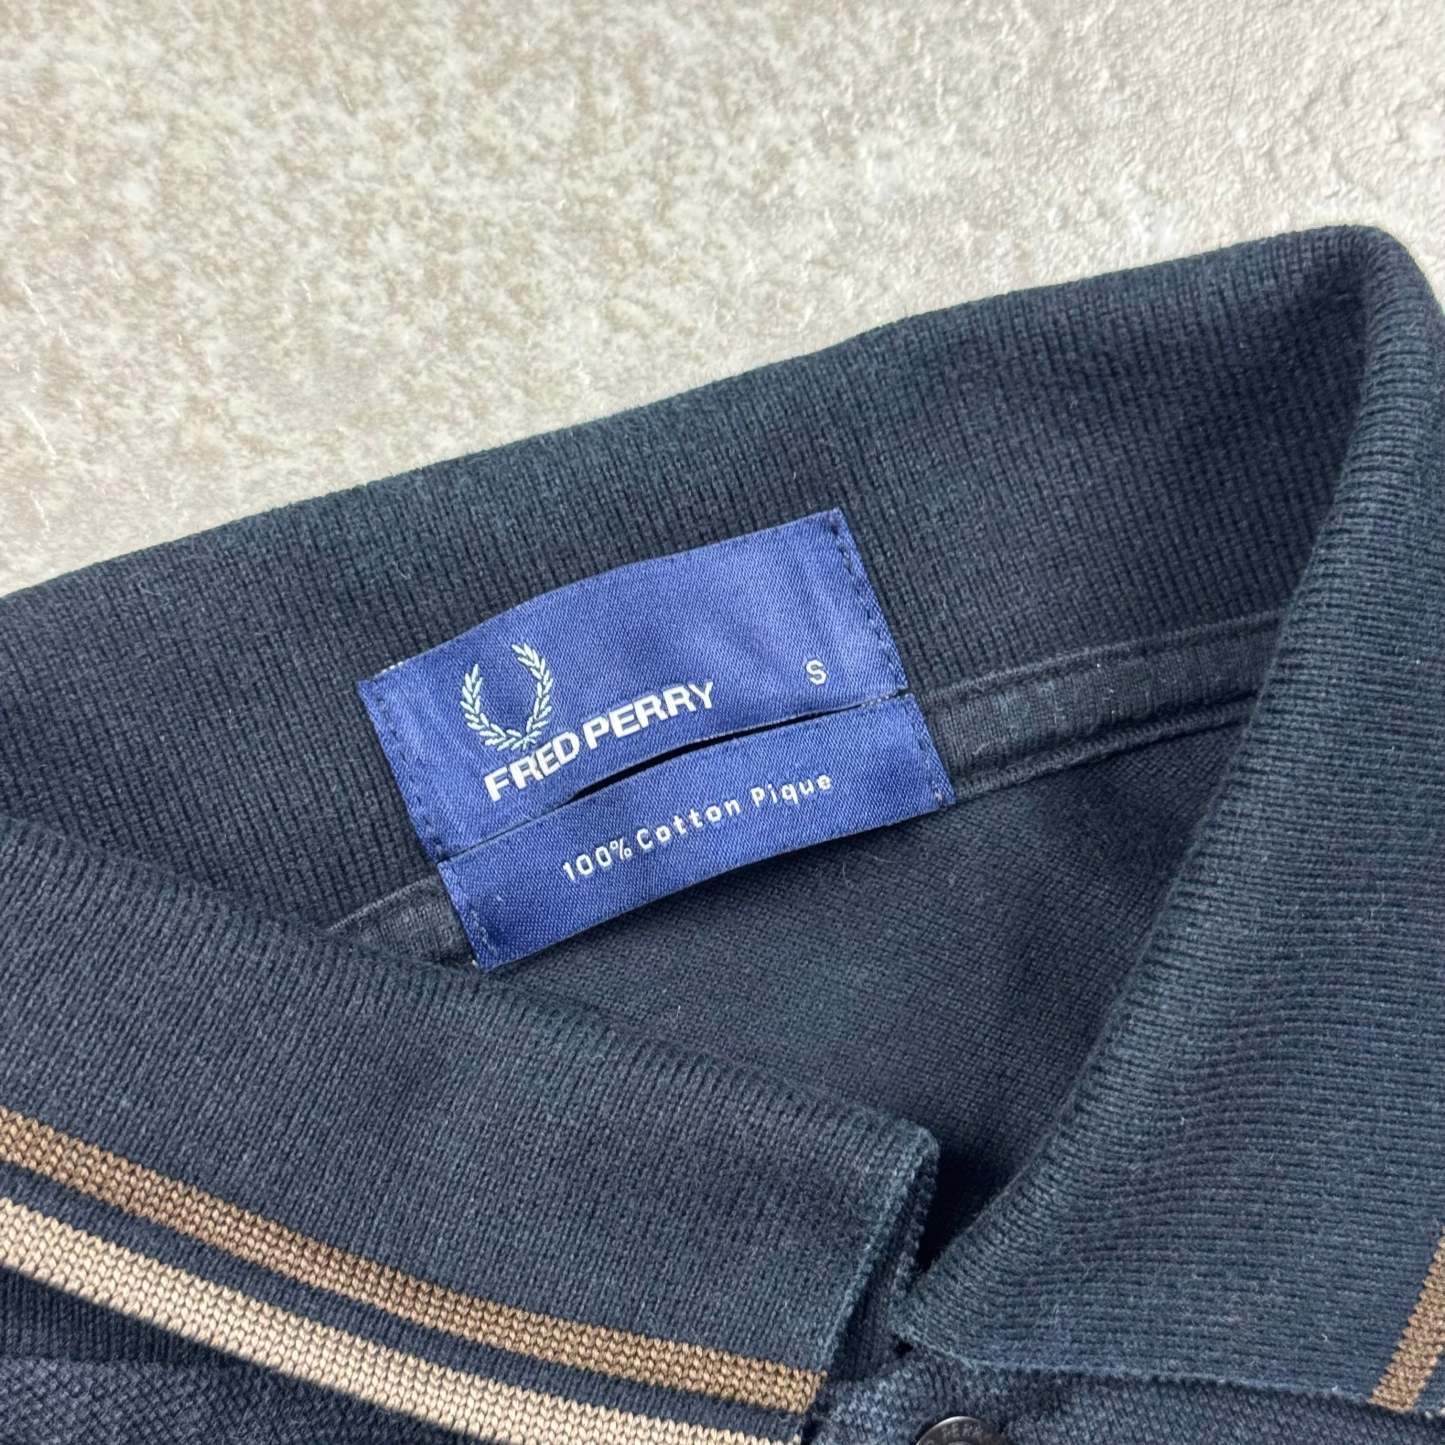 S
FRED PERRY
100% Cotton Pique